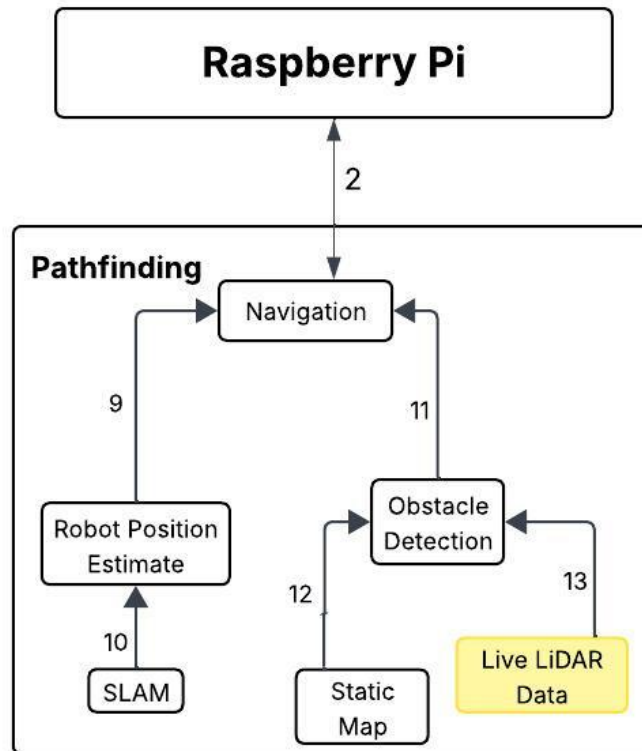 Raspberry Pi
2
Pathfinding
Navigation
9
11
Robot Position
Estimate
Obstacle
Detection
12
13
10
SLAM
Static
Map
Live LiDAR
Data